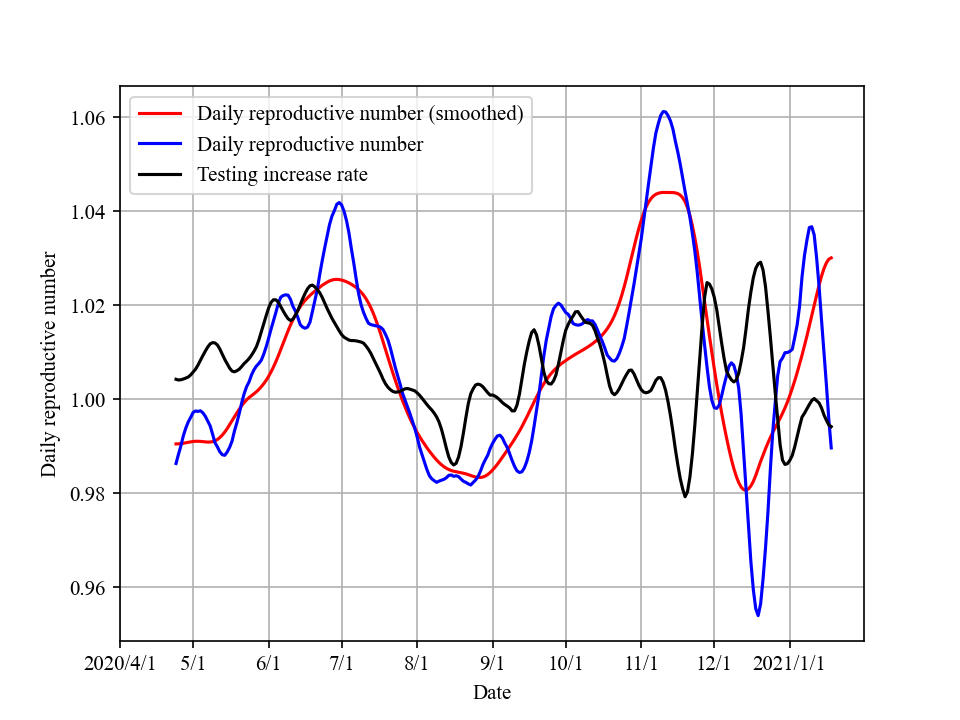 Daily reproductive number (smoothed)
Daily reproductive number
Testing increase rate
Daily reproductive number
1.06
1.04
1.02
1.00
0.98
0.96
2020/4/1 5/1 6/1 7/1 8/1 9/1 10/1 11/1 12/1 2021/1/1
Date